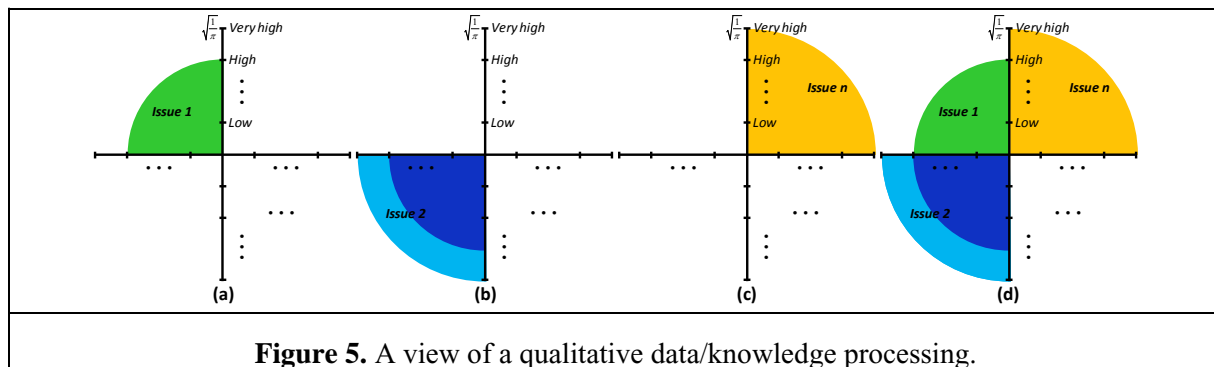 √(1/π) Very high
High
⋮
Issue 1
Low
... ...
...
⋮
(a)
√(1/π) Very high
High
⋮
Low
... ...
Issue 2
...
⋮
(b)
√(1/π) Very high
High
⋮
Issue n
Low
... ...
...
⋮
(c)
√(1/π) Very high
High
⋮
Issue n
Issue 1
Low
... ...
Issue 2
...
⋮
(d)
Figure 5. A view of a qualitative data/knowledge processing.